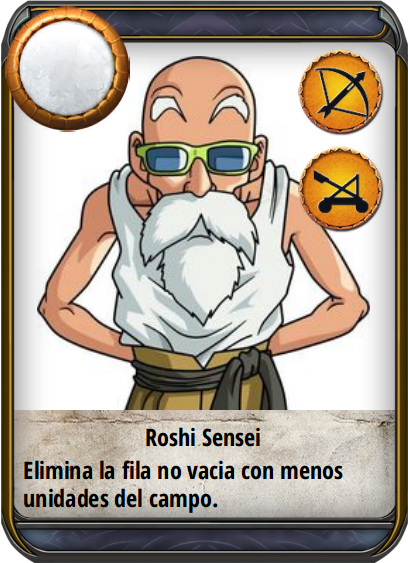 Roshi Sensei
Elimina la fila no vacia con menos
unidades del campo.